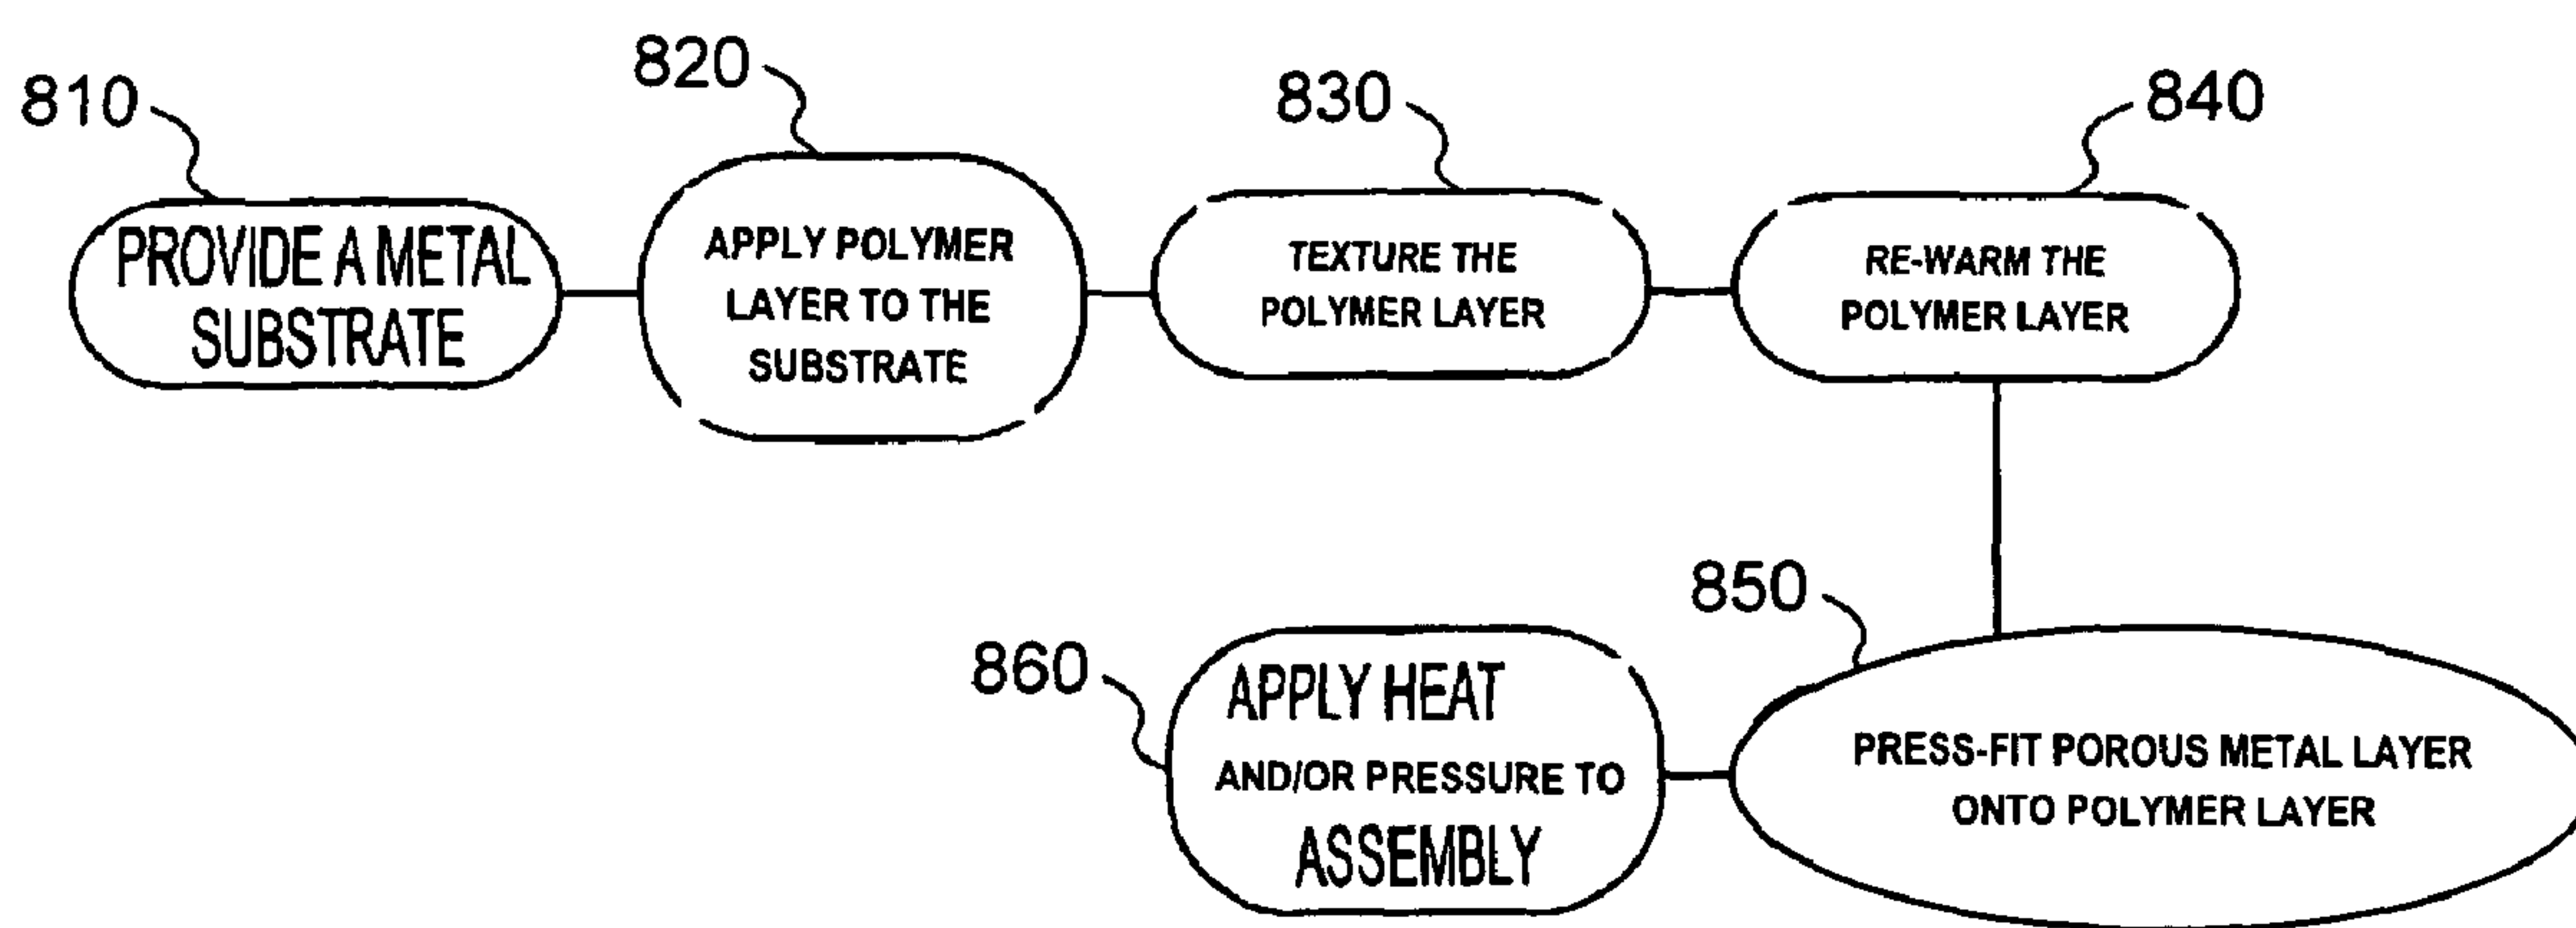 810
PROVIDE A METAL
SUBSTRATE
820
APPLY POLYMER
LAYER TO THE
SUBSTRATE
830
TEXTURE THE
POLYMER LAYER
840
RE-WARM THE
POLYMER LAYER
850
PRESS-FIT POROUS METAL LAYER
ONTO POLYMER LAYER
860
APPLY HEAT
AND/OR PRESSURE TO
ASSEMBLY